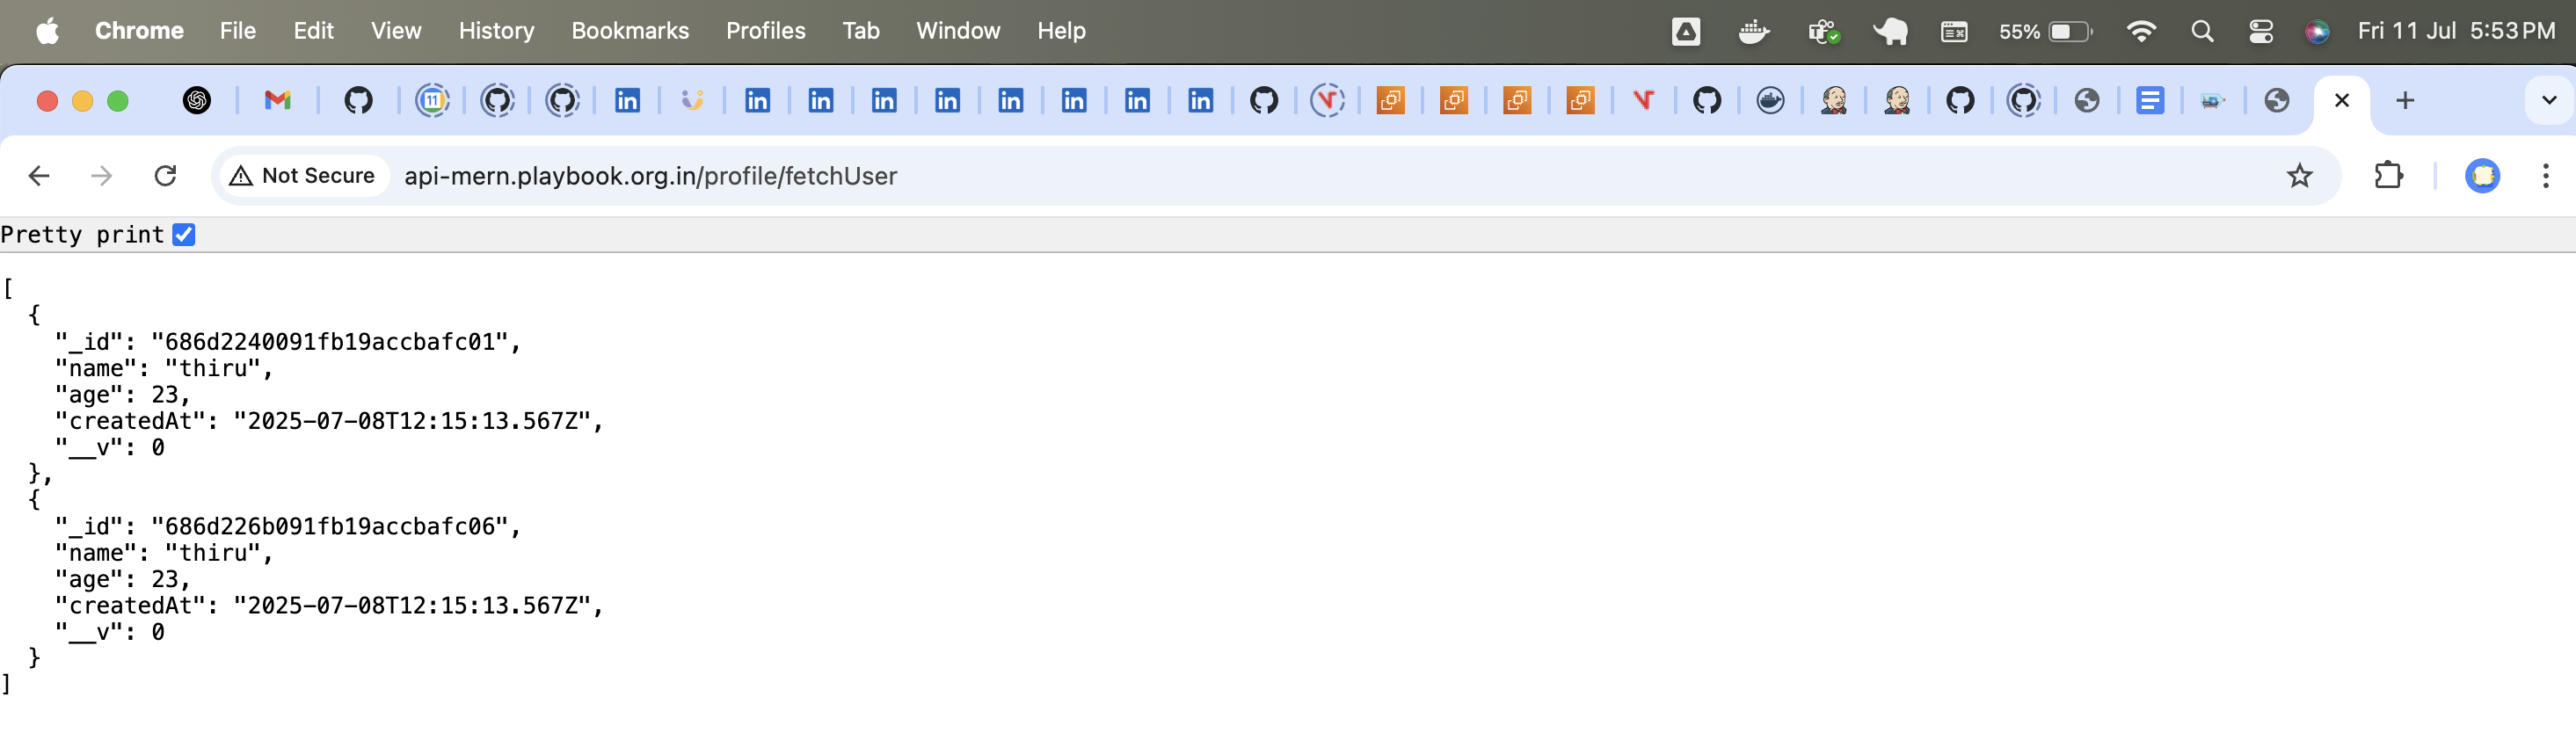 Chrome File Edit View History Bookmarks Profiles Tab Window Help 55% Fri 11 Jul 5:53 PM
11
Not Secure api-mern.playbook.org.in/profile/fetchUser
Pretty print
[
  {
    "_id": "686d2240091fb19accbafc01",
    "name": "thiru",
    "age": 23,
    "createdAt": "2025-07-08T12:15:13.567Z",
    "__v": 0
  },
  {
    "_id": "686d226b091fb19accbafc06",
    "name": "thiru",
    "age": 23,
    "createdAt": "2025-07-08T12:15:13.567Z",
    "__v": 0
  }
]